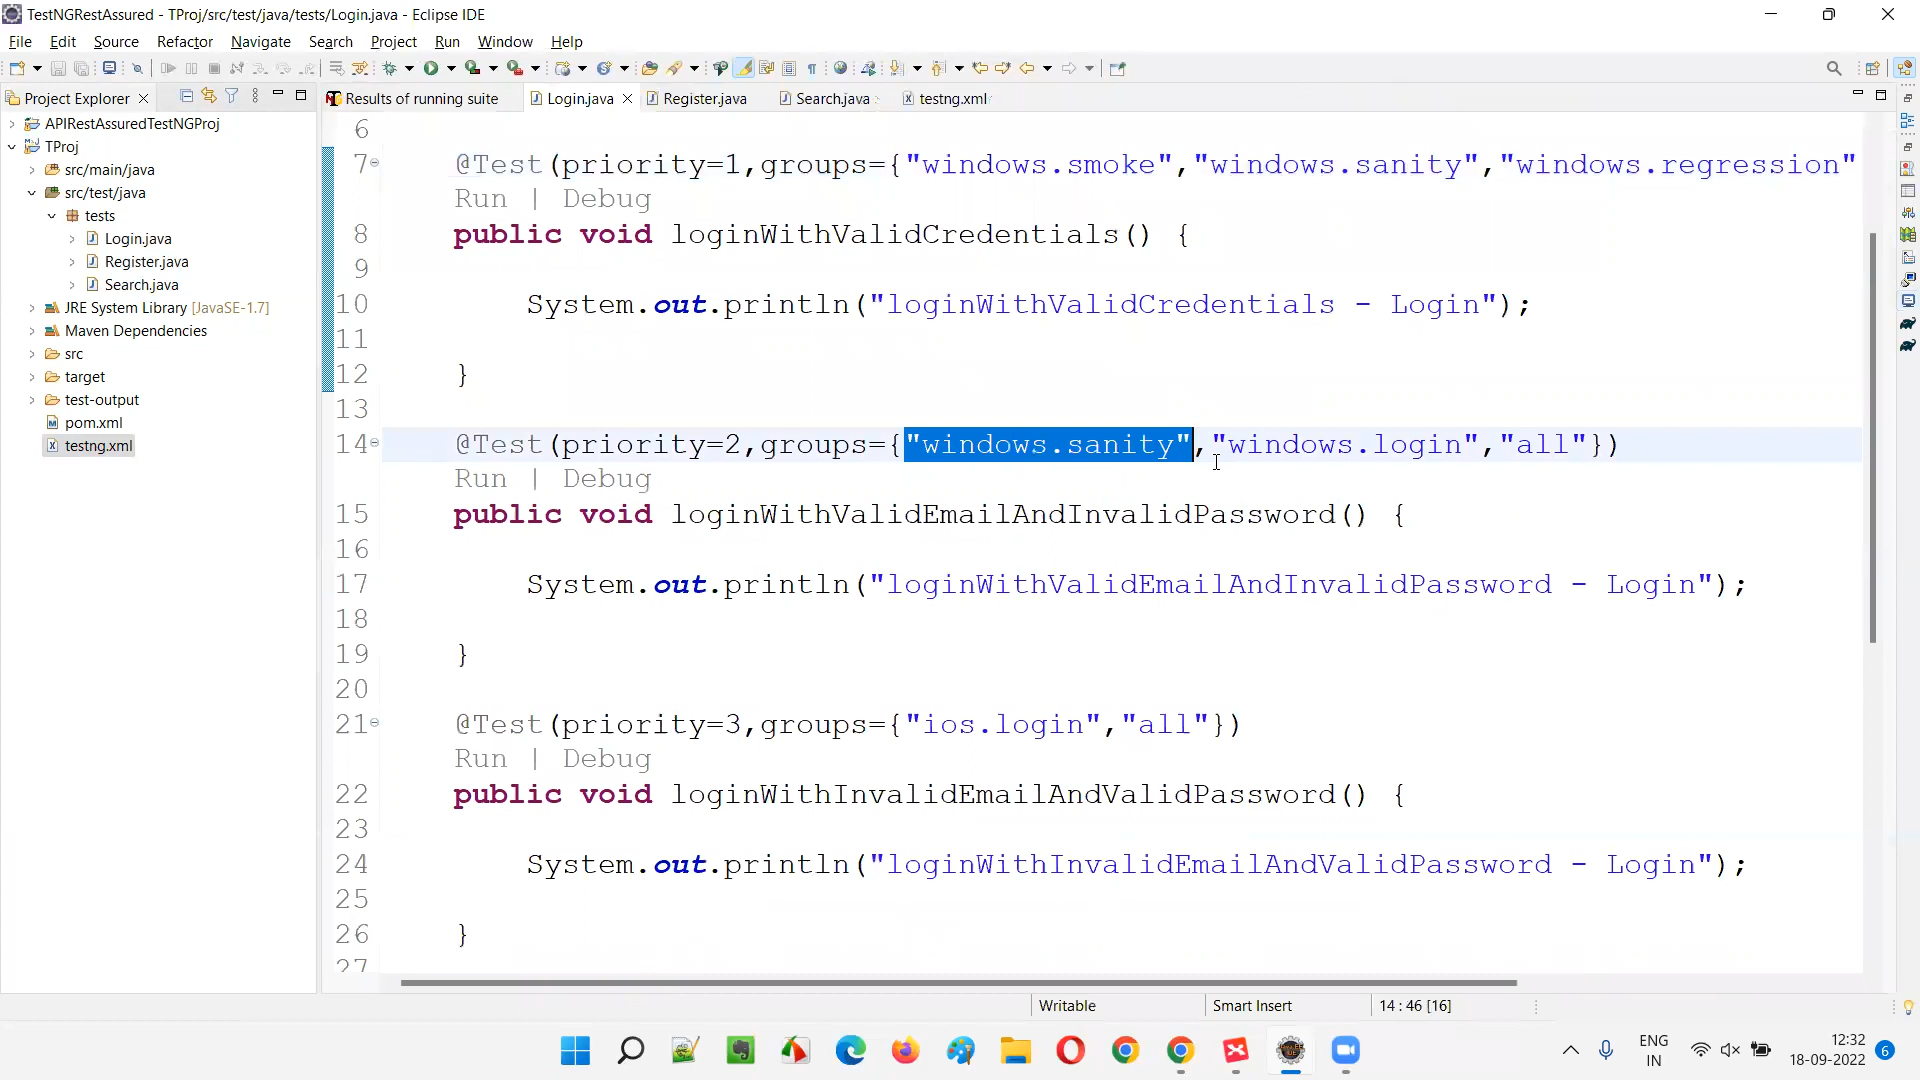 TestNGRestAssured - TProj/src/test/java/tests/Login.java - Eclipse IDE
File Edit Source Refactor Navigate Search Project Run Window Help
Project Explorer
Results of running suite
Login.java
Register.java
Search.java
testng.xml
APIRestAssuredTestNGProj
TProj
src/main/java
src/test/java
tests
Login.java
Register.java
Search.java
JRE System Library [JavaSE-1.7]
Maven Dependencies
src
target
test-output
pom.xml
testng.xml
6
7 @Test(priority=1,groups={"windows.smoke","windows.sanity","windows.regression"
Run | Debug
8 public void loginWithValidCredentials() {
9
10 System.out.println("loginWithValidCredentials - Login");
11
12 }
13
14 @Test(priority=2,groups={"windows.sanity","windows.login","all"})
Run | Debug
15 public void loginWithValidEmailAndInvalidPassword() {
16
17 System.out.println("loginWithValidEmailAndInvalidPassword - Login");
18
19 }
20
21 @Test(priority=3,groups={"ios.login","all"})
Run | Debug
22 public void loginWithInvalidEmailAndValidPassword() {
23
24 System.out.println("loginWithInvalidEmailAndValidPassword - Login");
25
26 }
27
Writable
Smart Insert
14 : 46 [16]
ENG
IN
12:32
18-09-2022
6